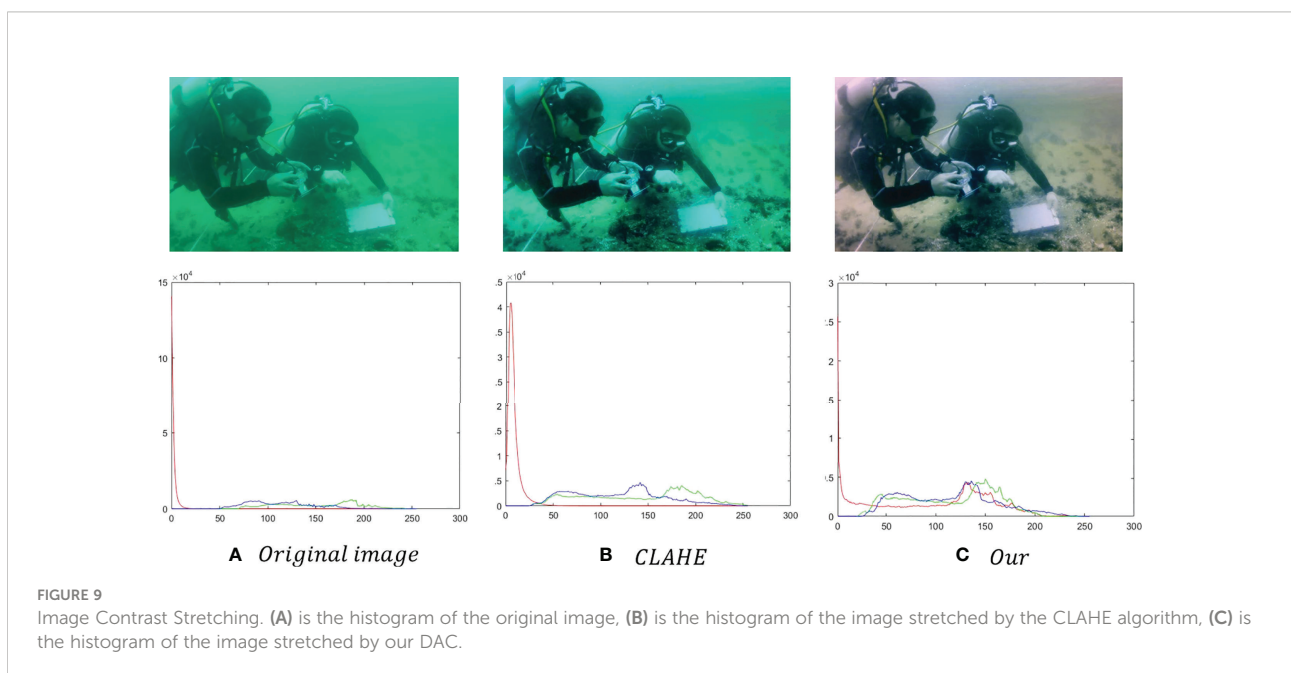 ×10⁴
15
10
5
0
0 50 100 150 200 250 300
×10⁴
.5
4
.5
3
.5
2
.5
1
.5
0
0 50 100 150 200 250 300
×10⁴
3
.5
2
.5
1
.5
0
0 50 100 150 200 250 300
A Original image
B CLAHE
C Our
FIGURE 9
Image Contrast Stretching. (A) is the histogram of the original image, (B) is the histogram of the image stretched by the CLAHE algorithm, (C) is
the histogram of the image stretched by our DAC.